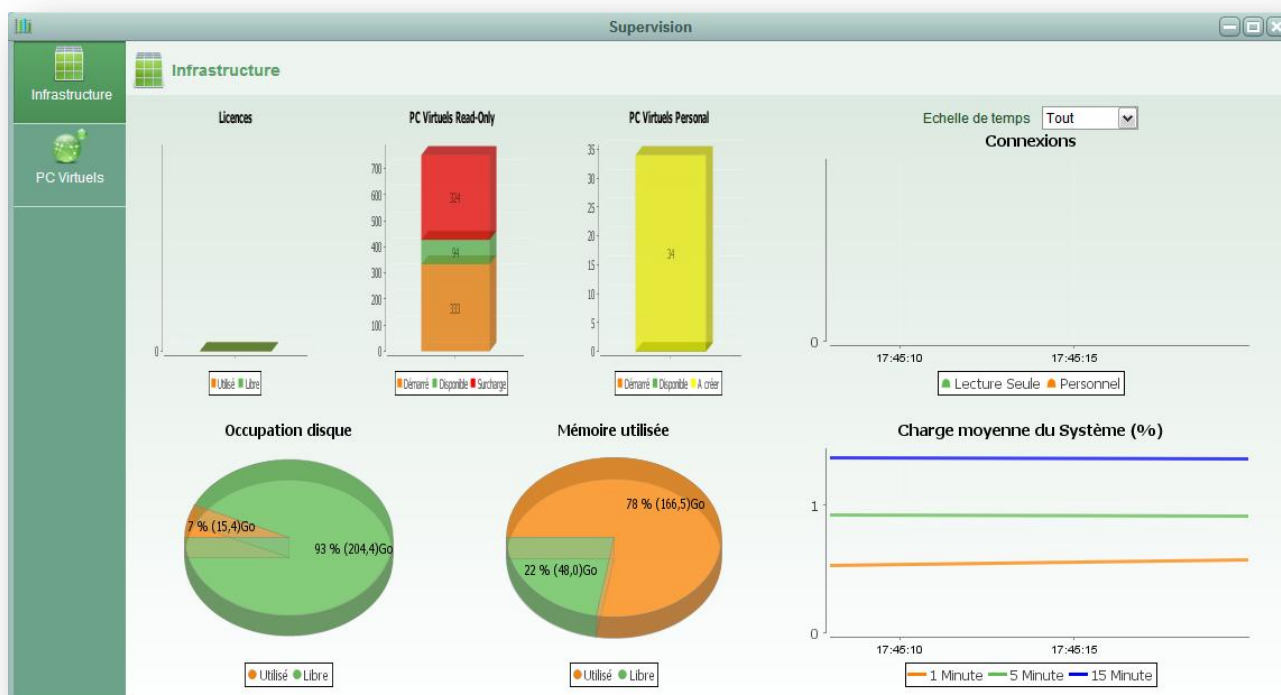 Supervision
Infrastructure
PC Virtuels
Infrastructure
Licences
0
Utilisé Libre
PC Virtuels Read-Only
700
600
500
400
300
200
100
0
324
94
333
Démarré Disponible Surcharge
PC Virtuels Personal
35
30
25
20
15
10
5
0
34
Démarré Disponible A créer
Echelle de temps Tout
Connexions
0
17:45:10 17:45:15
Lecture Seule Personnel
Occupation disque
7 % (15,4)Go
93 % (204,4)Go
Utilisé Libre
Mémoire utilisée
78 % (166,5)Go
22 % (48,0)Go
Utilisé Libre
Charge moyenne du Système (%)
1
0
17:45:10 17:45:15
1 Minute 5 Minute 15 Minute